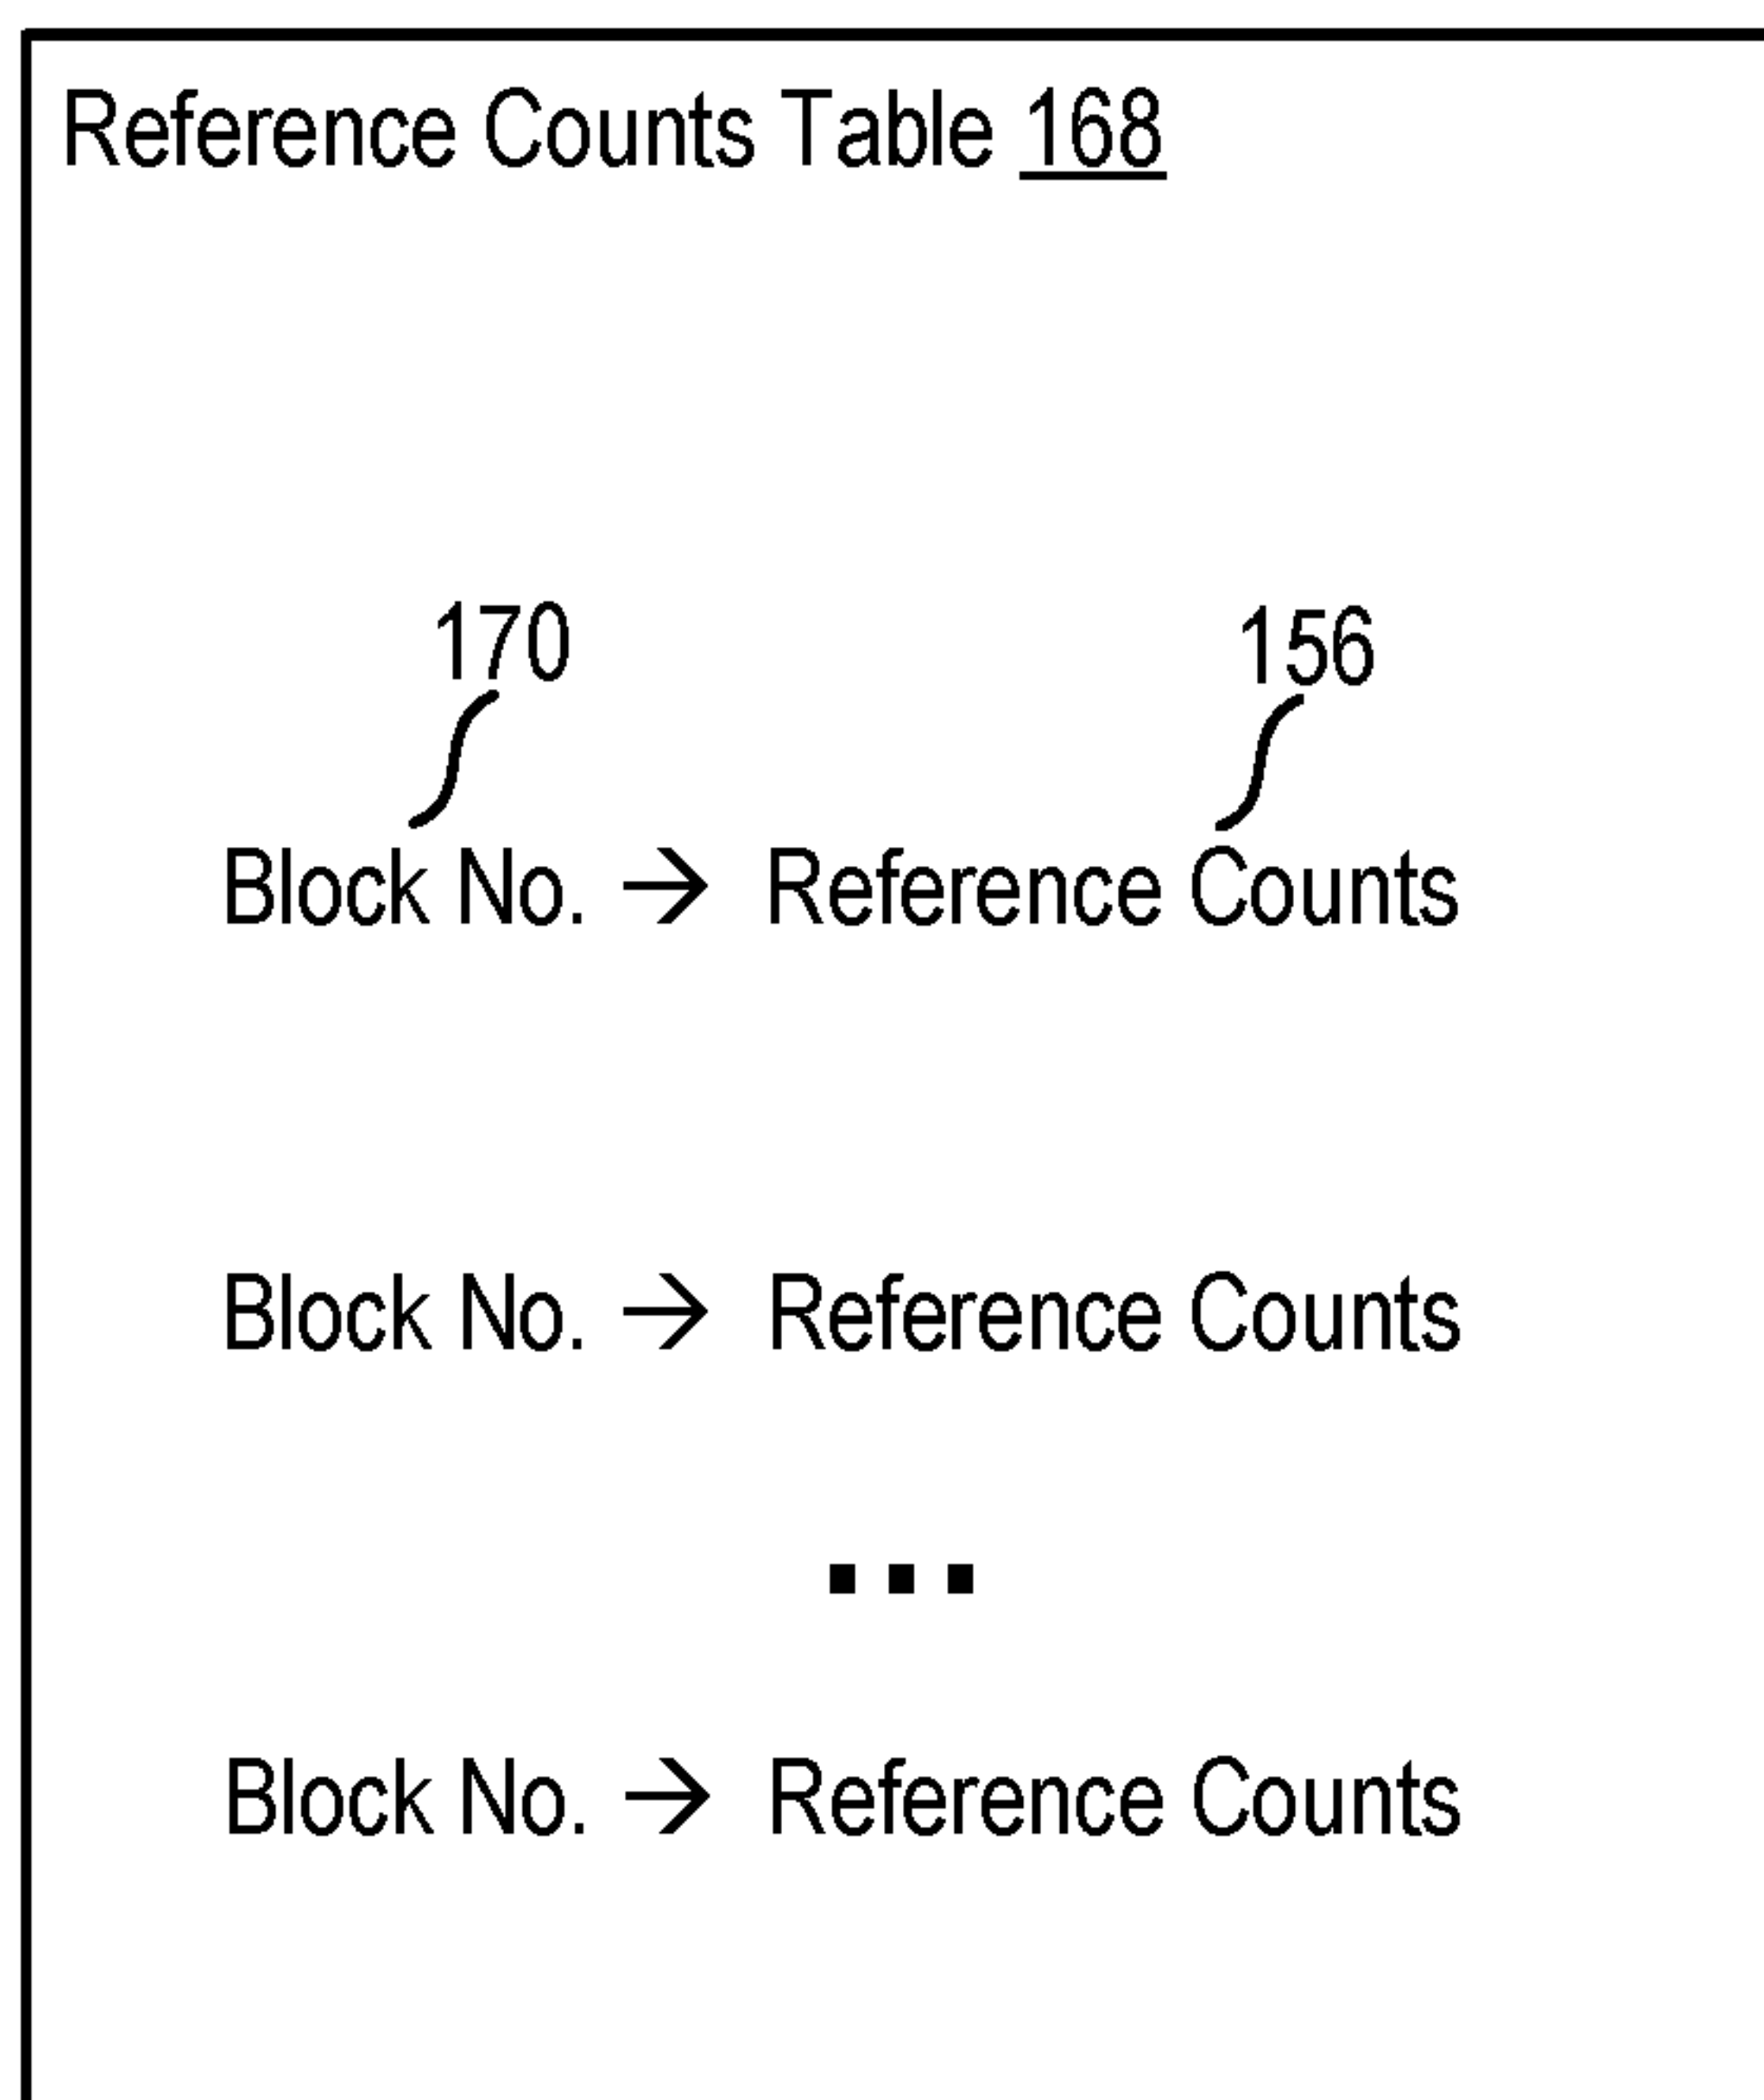 Reference Counts Table 168
170 156
Block No. → Reference Counts
Block No. → Reference Counts
...
Block No. → Reference Counts